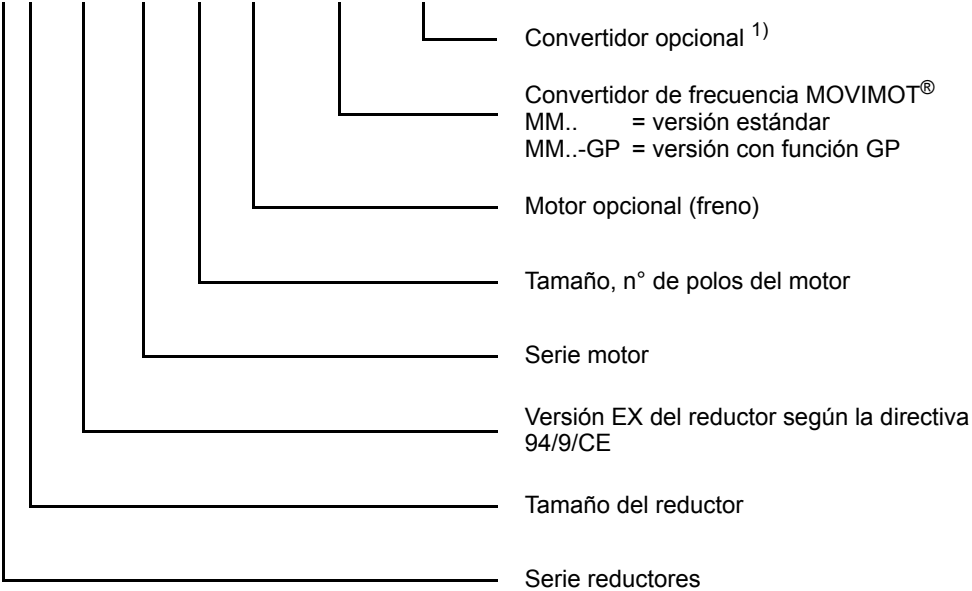 Convertidor opcional 1)
Convertidor de frecuencia MOVIMOT®
MM.. = versión estándar
MM..-GP = versión con función GP
Motor opcional (freno)
Tamaño, n° de polos del motor
Serie motor
Versión EX del reductor según la directiva
94/9/CE
Tamaño del reductor
Serie reductores